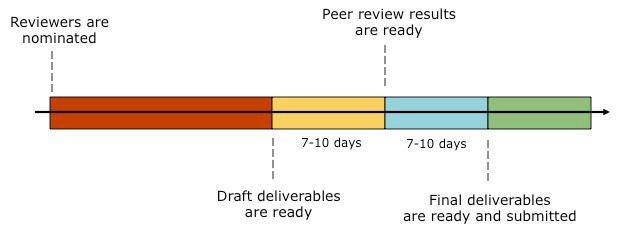 Reviewers are
nominated
Peer review results
are ready
7-10 days
7-10 days
Draft deliverables
are ready
Final deliverables
are ready and submitted